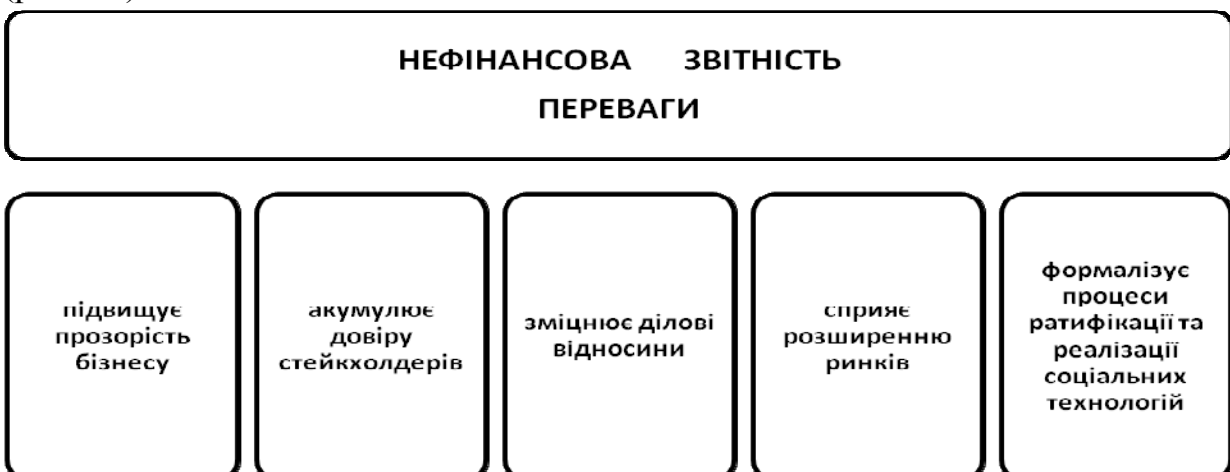 НЕФІНАНСОВА ЗВІТНІСТЬ
ПЕРЕВАГИ
підвищує
прозорість
бізнесу
акумулює
довіру
стейкхолдерів
зміцнює ділові
відносини
сприяє
розширенню
ринків
формалізує
процеси
ратифікації та
реалізації
соціальних
технологій